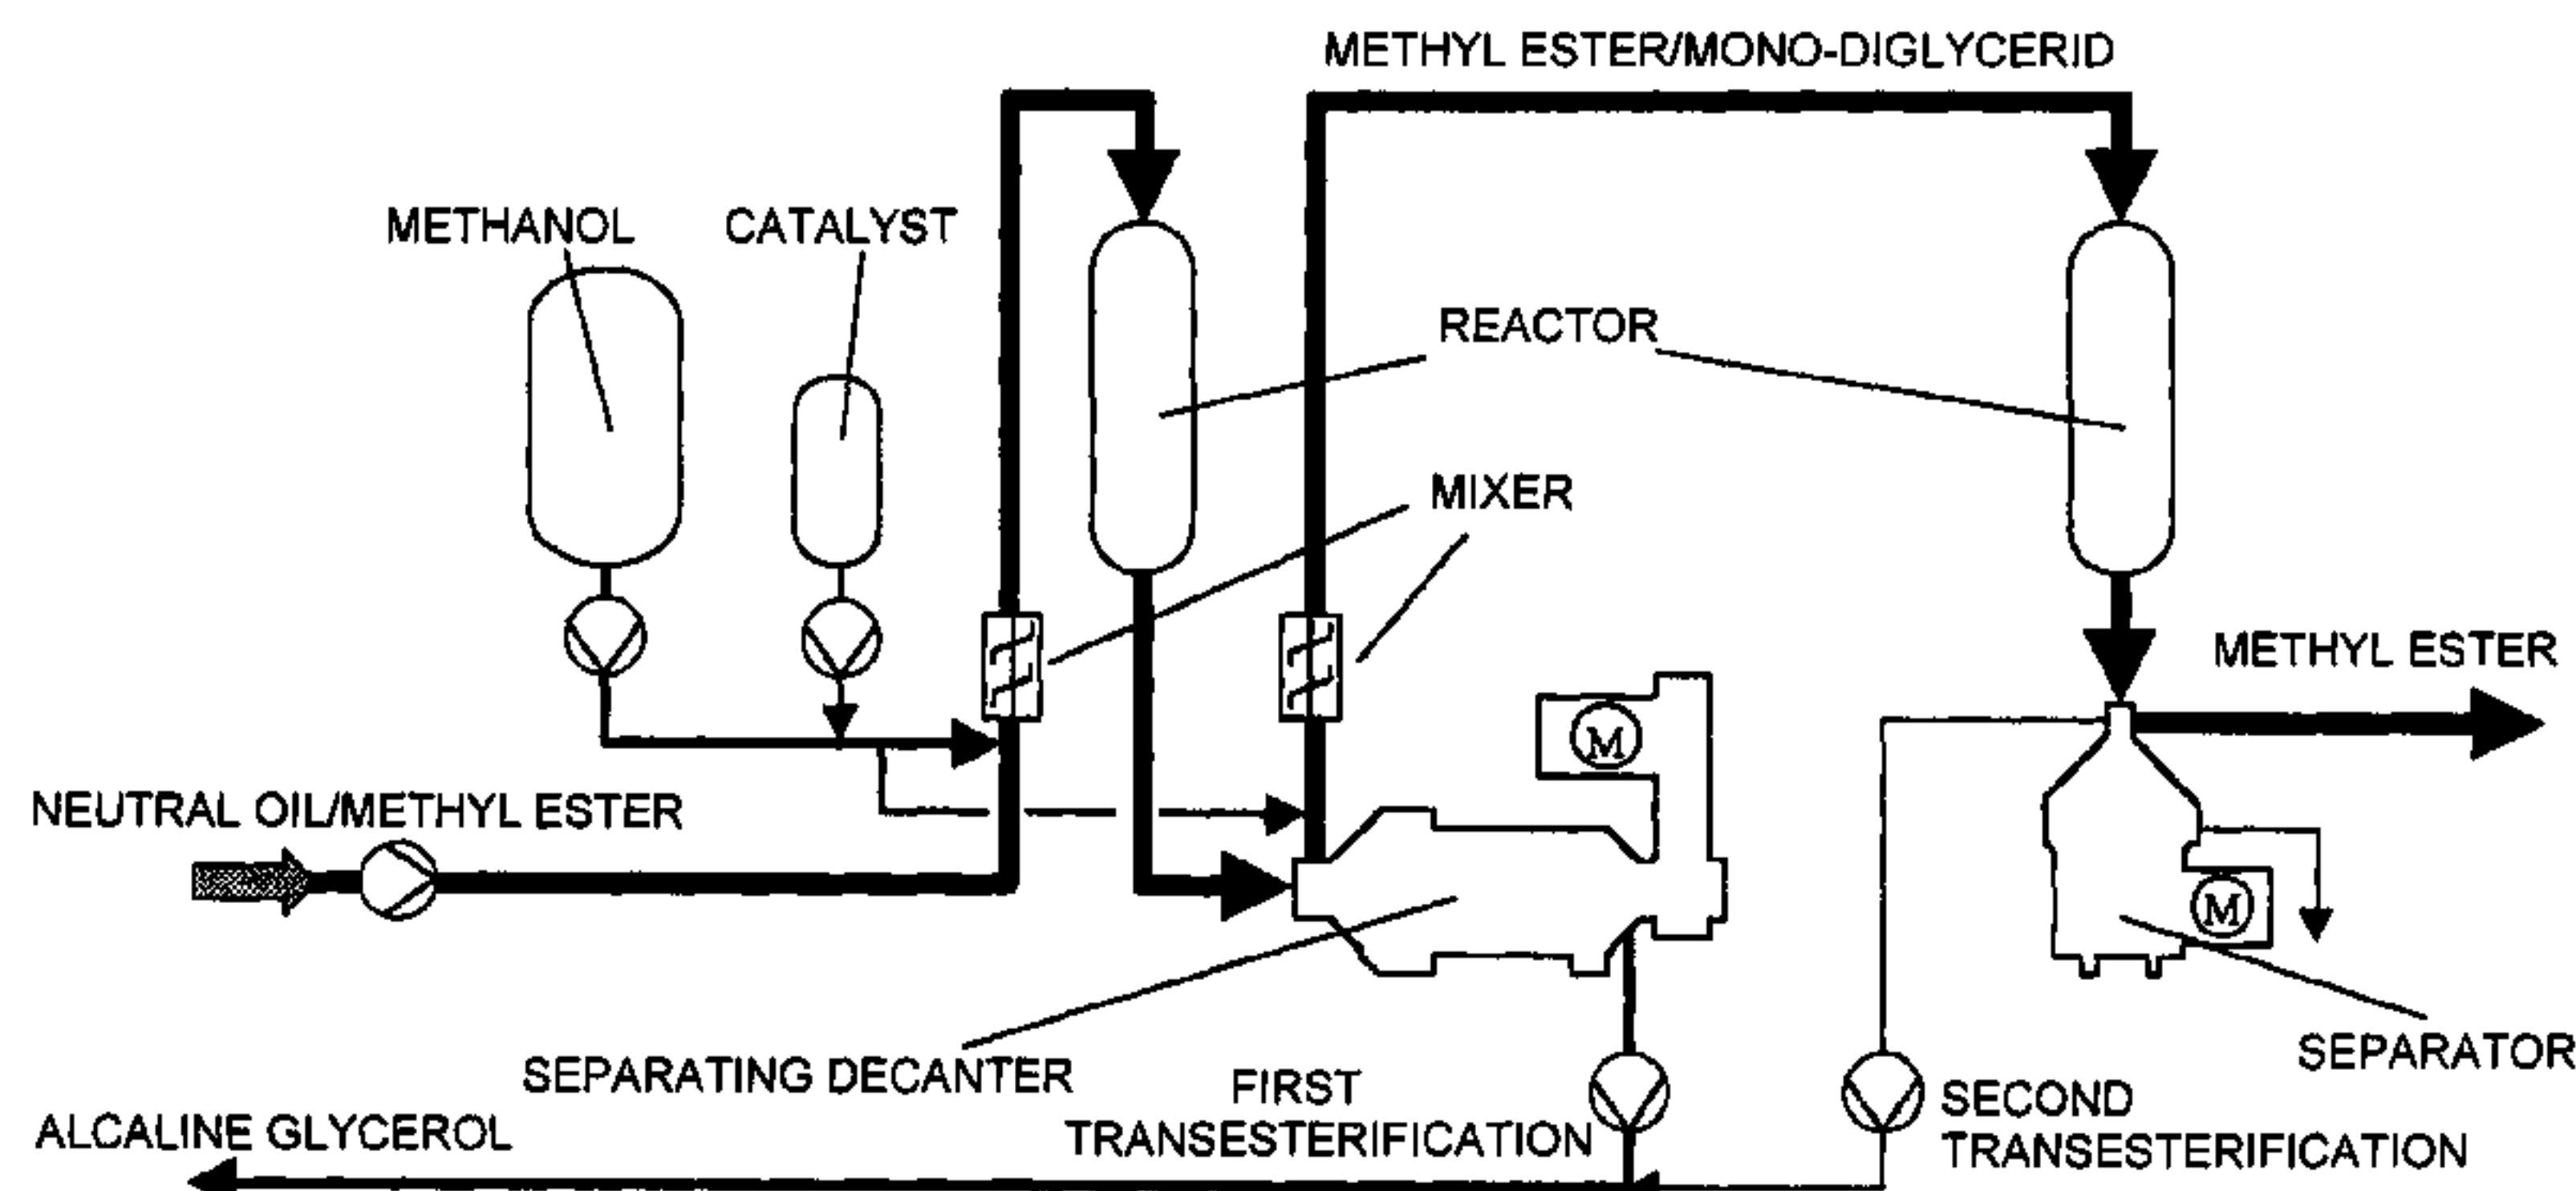 METHYL ESTER/MONO-DIGLYCERID
METHANOL
CATALYST
REACTOR
MIXER
METHYL ESTER
M
NEUTRAL OIL/METHYL ESTER
M
SEPARATOR
SEPARATING DECANTER
FIRST
TRANSESTERIFICATION
SECOND
TRANSESTERIFICATION
ALCALINE GLYCEROL